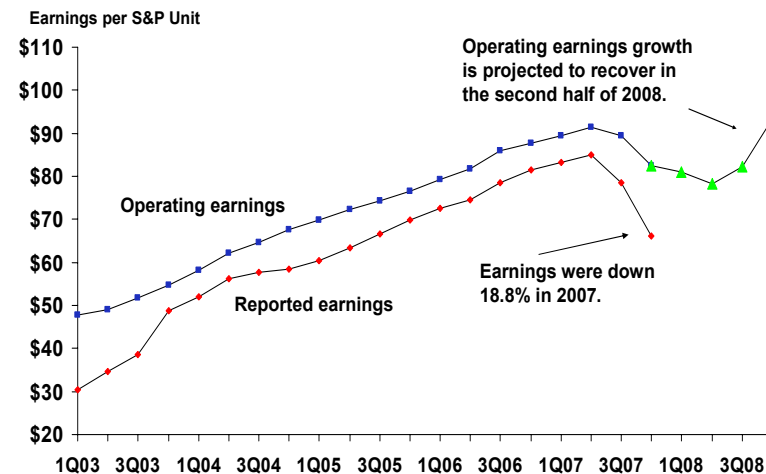 Earnings per S&P Unit
$110
$100
$90
$80
$70
$60
$50
$40
$30
$20
Operating earnings growth
is projected to recover in
the second half of 2008.
Operating earnings
Reported earnings
Earnings were down
18.8% in 2007.
1Q03 3Q03 1Q04 3Q04 1Q05 3Q05 1Q06 3Q06 1Q07 3Q07 1Q08 3Q08